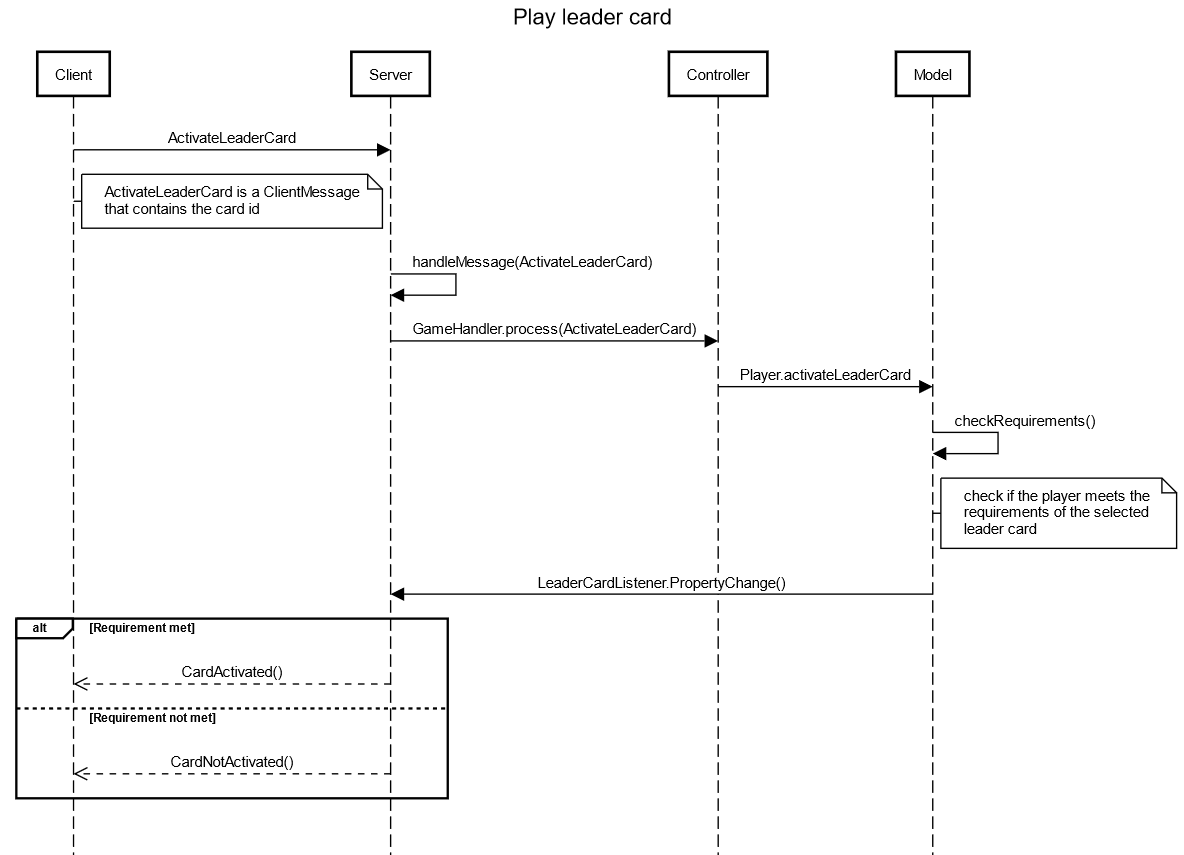 Play leader card
Client
Server
Controller
Model
ActivateLeaderCard
ActivateLeaderCard is a ClientMessage
that contains the card id
handleMessage(ActivateLeaderCard)
GameHandler.process(ActivateLeaderCard)
Player.activateLeaderCard
checkRequirements()
check if the player meets the
requirements of the selected
leader card
LeaderCardListener.PropertyChange()
alt
[Requirement met]
CardActivated()
[Requirement not met]
CardNotActivated()